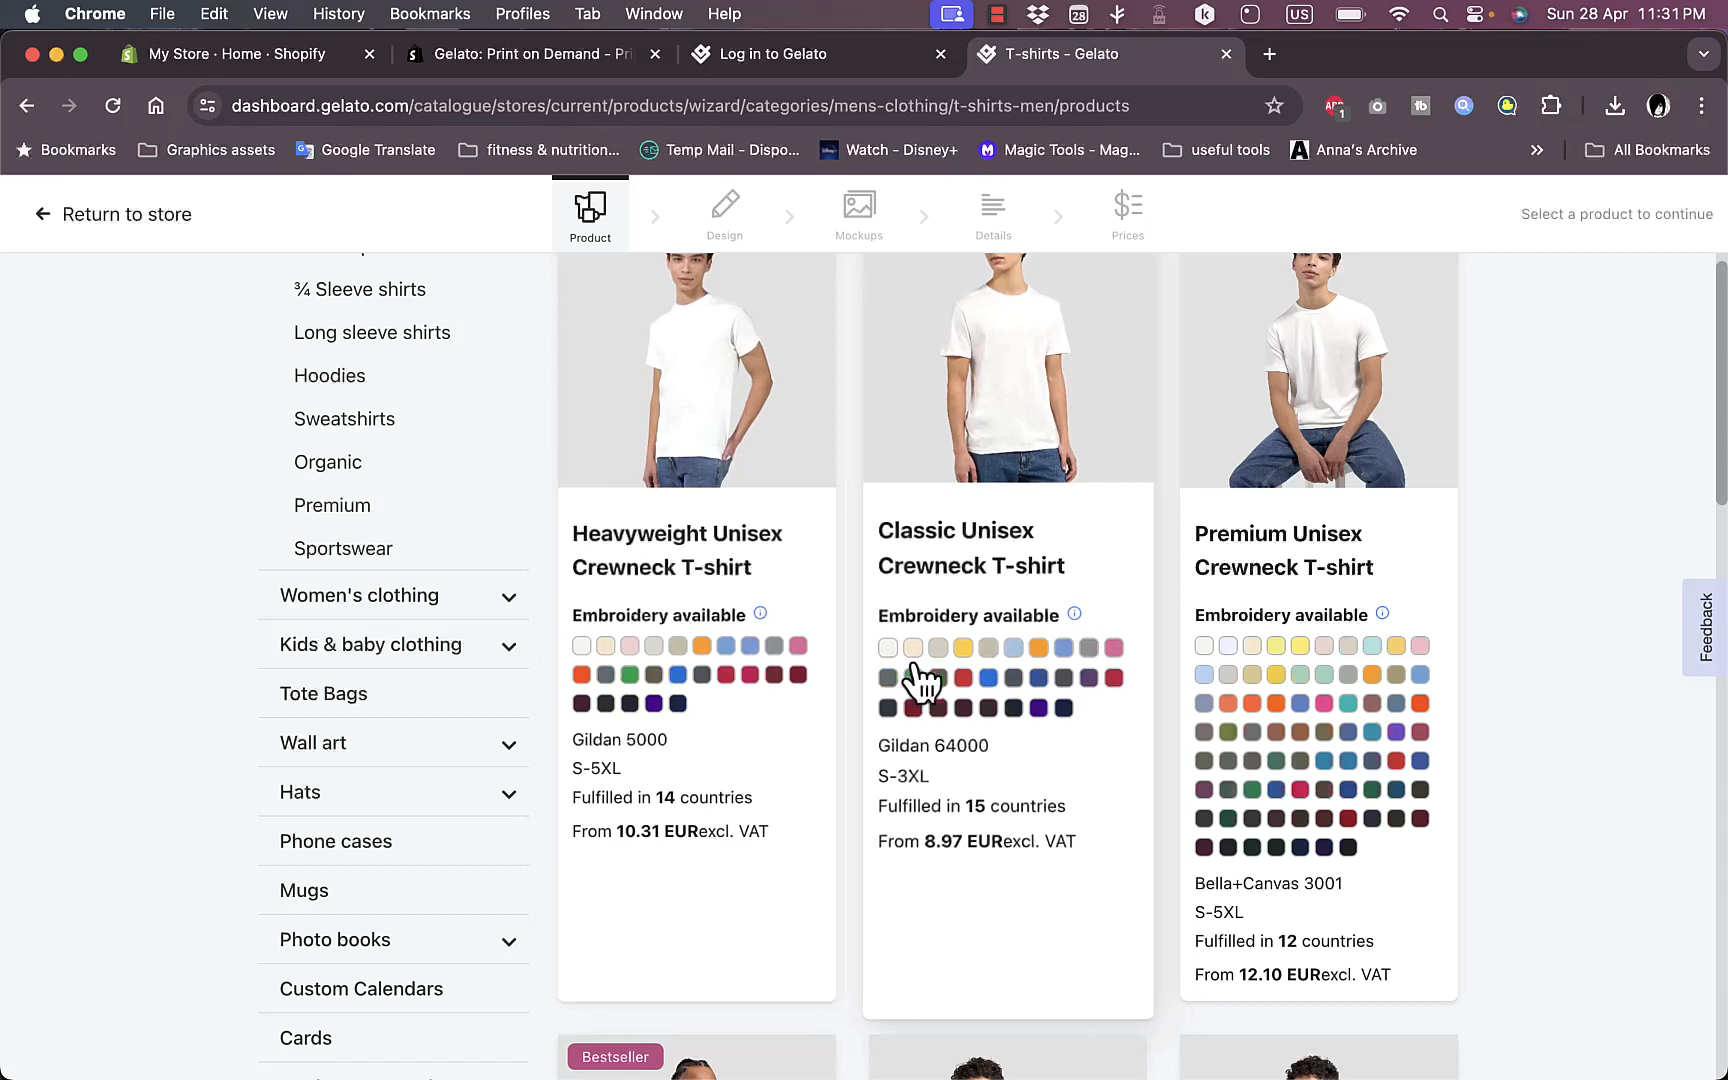 Chrome File Edit View History Bookmarks Profiles Tab Window Help 28 US Sun 28 Apr 11:31 PM
My Store · Home · Shopify Gelato: Print on Demand - Pri Log in to Gelato T-shirts - Gelato
dashboard.gelato.com/catalogue/stores/current/products/wizard/categories/mens-clothing/t-shirts-men/products ABP 1 tb
Bookmarks Graphics assets Google Translate fitness & nutrition... Temp Mail - Dispo... Watch - Disney+ Magic Tools - Mag... useful tools Anna's Archive » All Bookmarks
Return to store
Product
Design
Mockups
Details
Prices
Select a product to continue
¾ Sleeve shirts
Long sleeve shirts
Hoodies
Sweatshirts
Organic
Premium
Sportswear
Women's clothing
Kids & baby clothing
Tote Bags
Wall art
Hats
Phone cases
Mugs
Photo books
Custom Calendars
Cards
Heavyweight Unisex
Crewneck T-shirt
Embroidery available
Gildan 5000
S-5XL
Fulfilled in 14 countries
From 10.31 EURexcl. VAT
Classic Unisex
Crewneck T-shirt
Embroidery available
Gildan 64000
S-3XL
Fulfilled in 15 countries
From 8.97 EURexcl. VAT
Premium Unisex
Crewneck T-shirt
Embroidery available
Bella+Canvas 3001
S-5XL
Fulfilled in 12 countries
From 12.10 EURexcl. VAT
Bestseller
Feedback